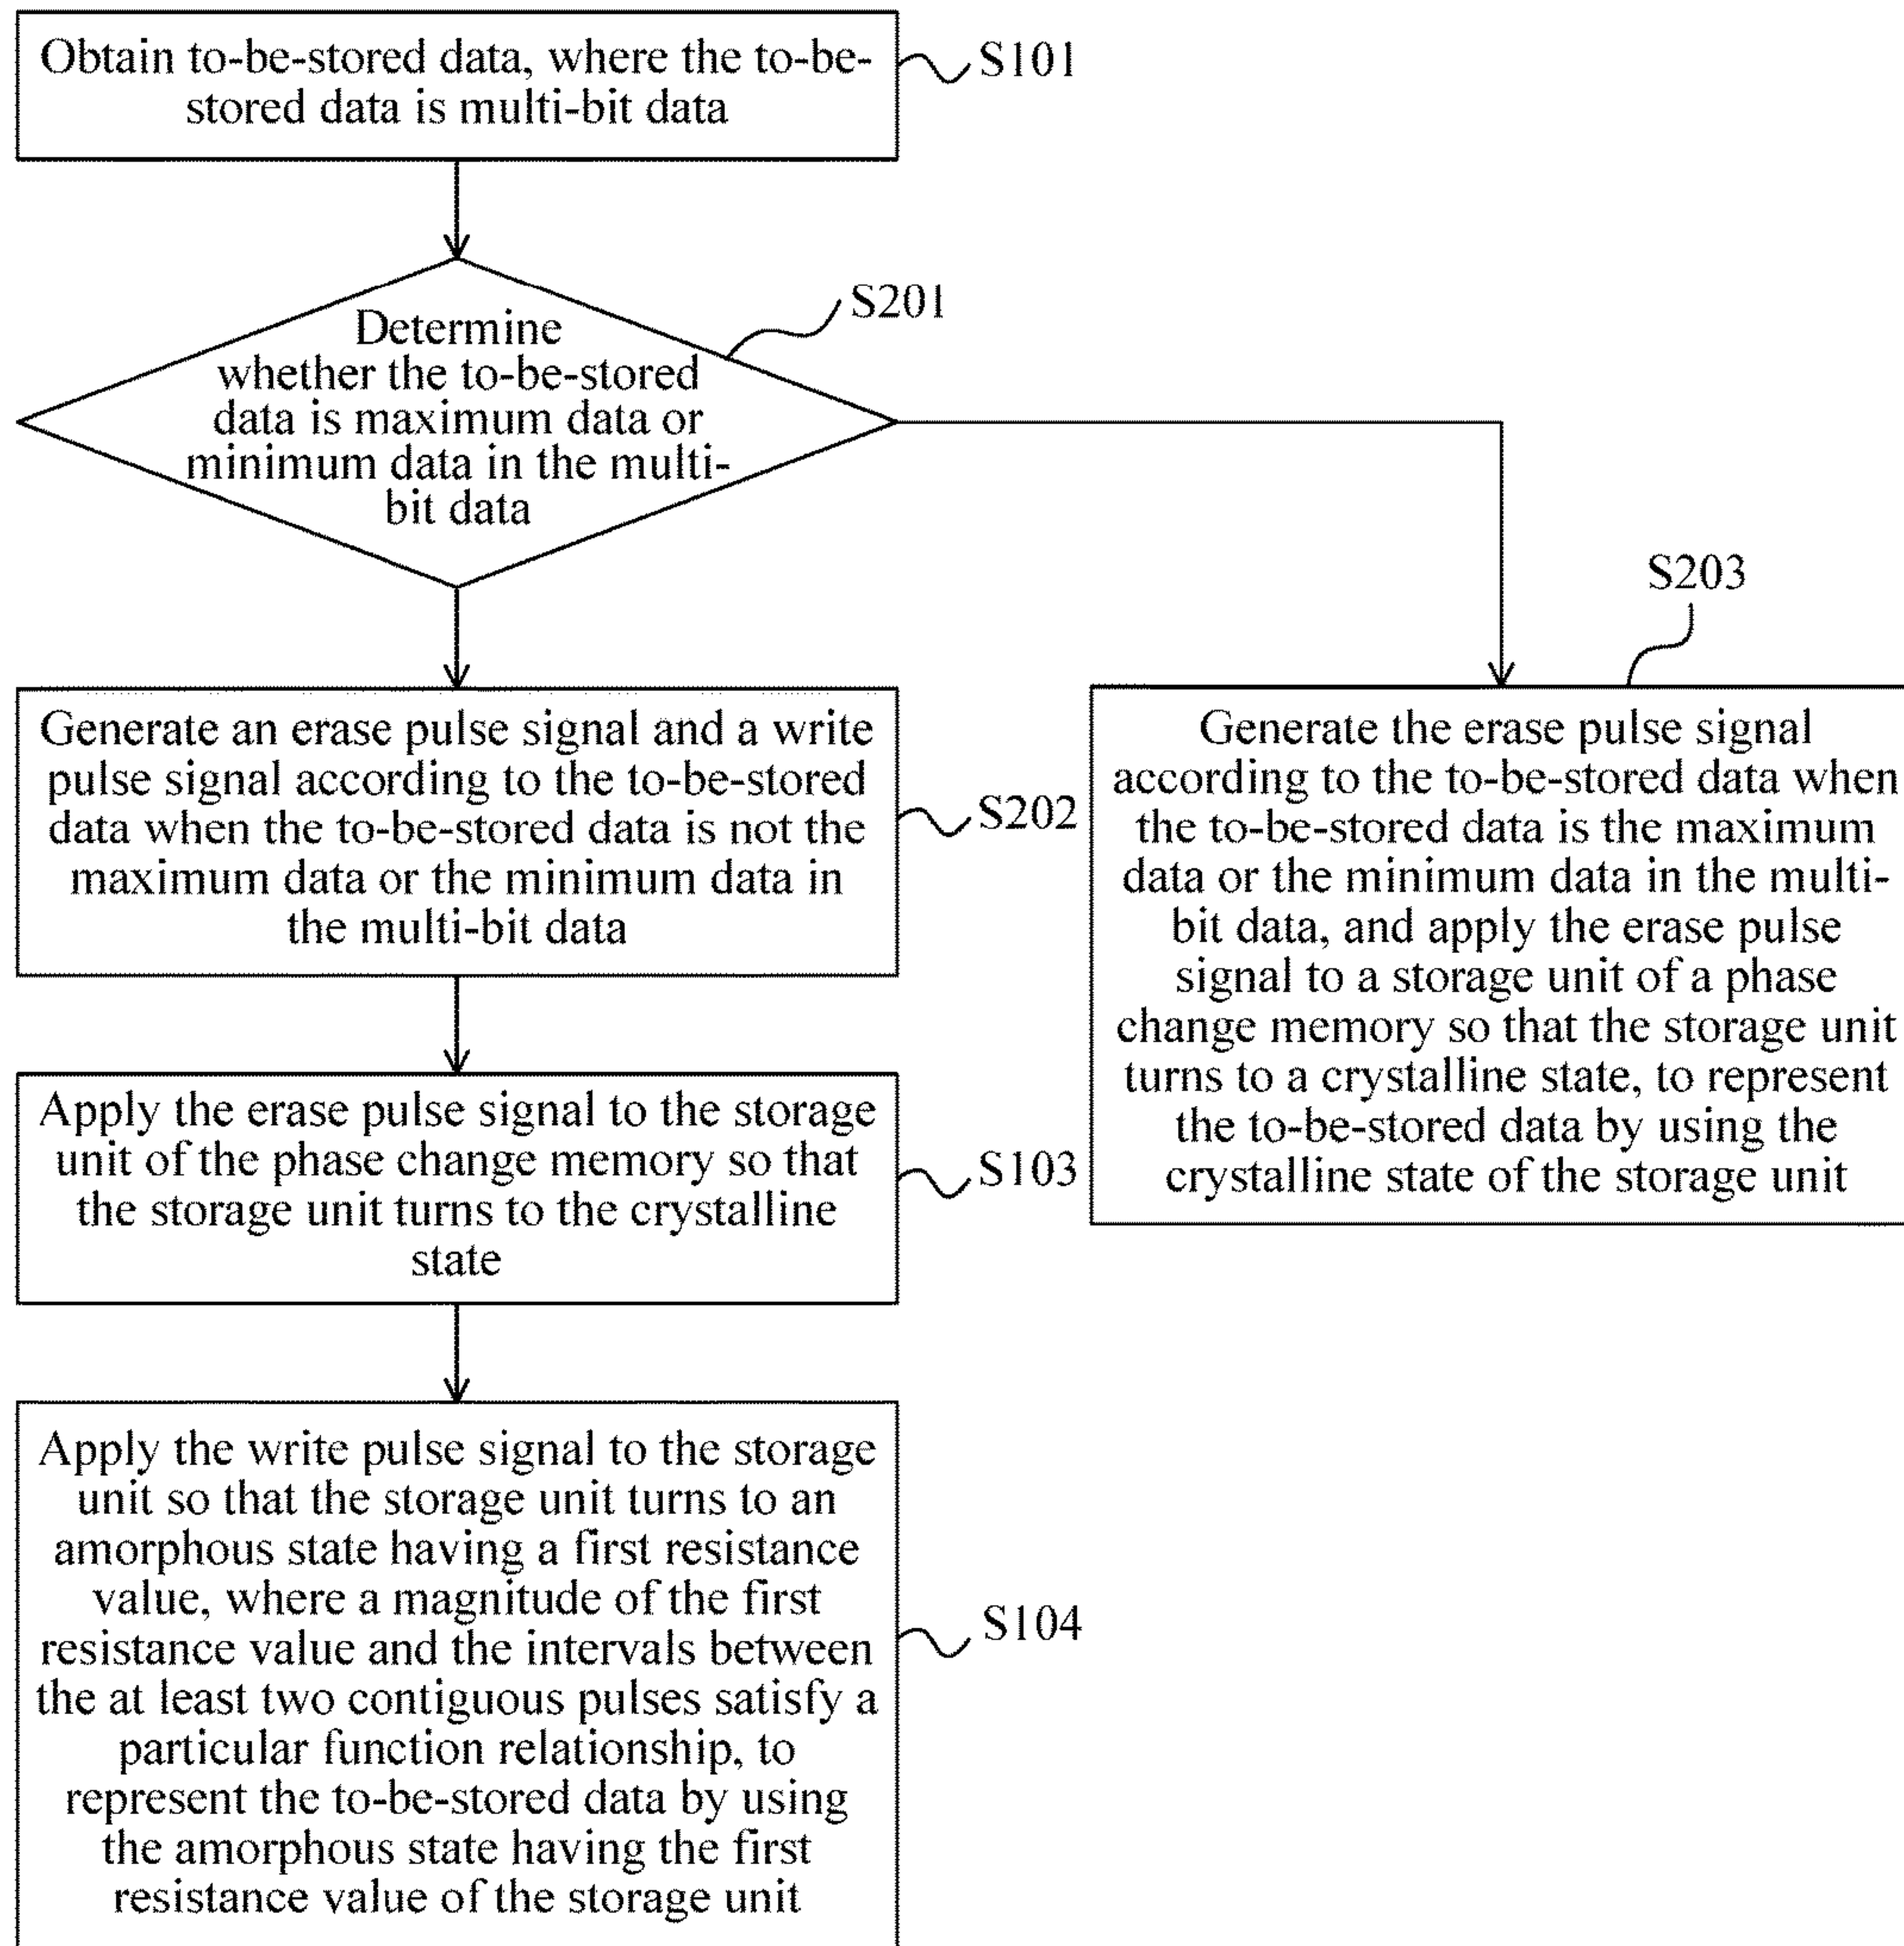 Obtain to-be-stored data, where the to-be-
stored data is multi-bit data
S101
Determine
whether the to-be-stored
data is maximum data or
minimum data in the multi-
bit data
S201
Generate an erase pulse signal and a write
pulse signal according to the to-be-stored
data when the to-be-stored data is not the
maximum data or the minimum data in
the multi-bit data
S202
S203
Generate the erase pulse signal
according to the to-be-stored data when
the to-be-stored data is the maximum
data or the minimum data in the multi-
bit data, and apply the erase pulse
signal to a storage unit of a phase
change memory so that the storage unit
turns to a crystalline state, to represent
the to-be-stored data by using the
crystalline state of the storage unit
Apply the erase pulse signal to the storage
unit of the phase change memory so that
the storage unit turns to the crystalline
state
S103
Apply the write pulse signal to the storage
unit so that the storage unit turns to an
amorphous state having a first resistance
value, where a magnitude of the first
resistance value and the intervals between
the at least two contiguous pulses satisfy a
particular function relationship, to
represent the to-be-stored data by using
the amorphous state having the first
resistance value of the storage unit
S104